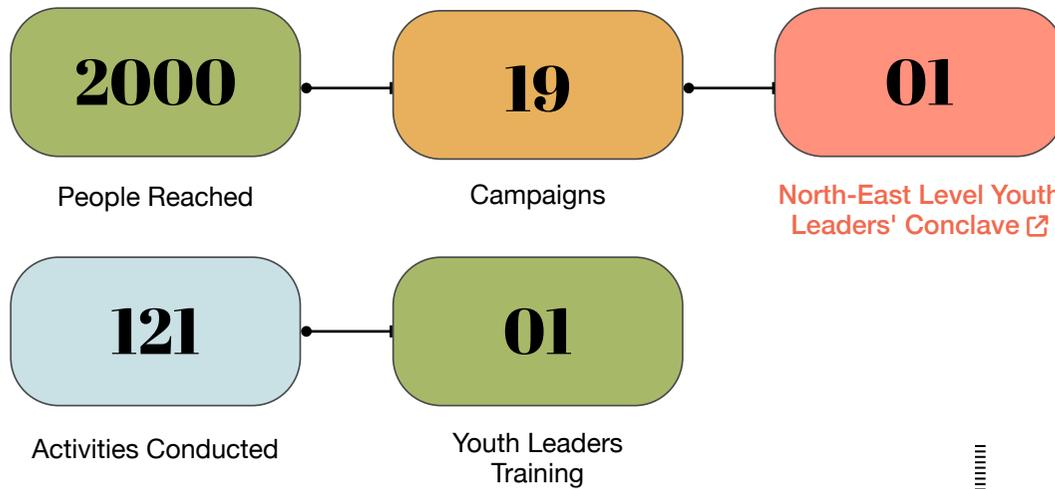 2000
19
01
People Reached
Campaigns
North-East Level Youth
Leaders' Conclave
121
01
Activities Conducted
Youth Leaders
Training